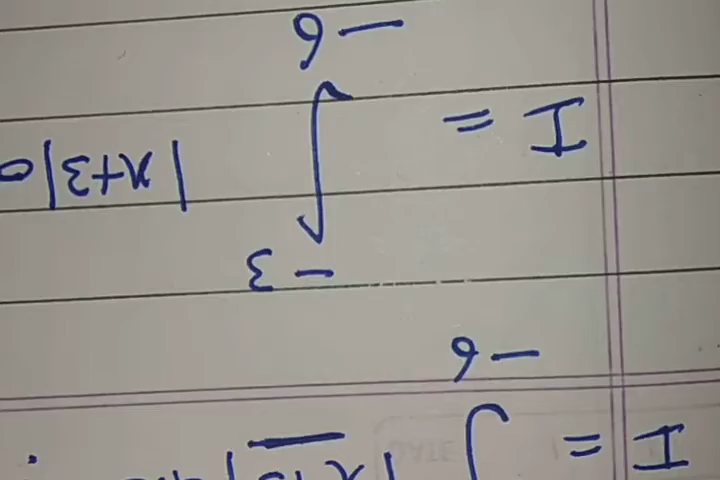 I = ∫
-6
-3
I = ∫ |x+3|
-6